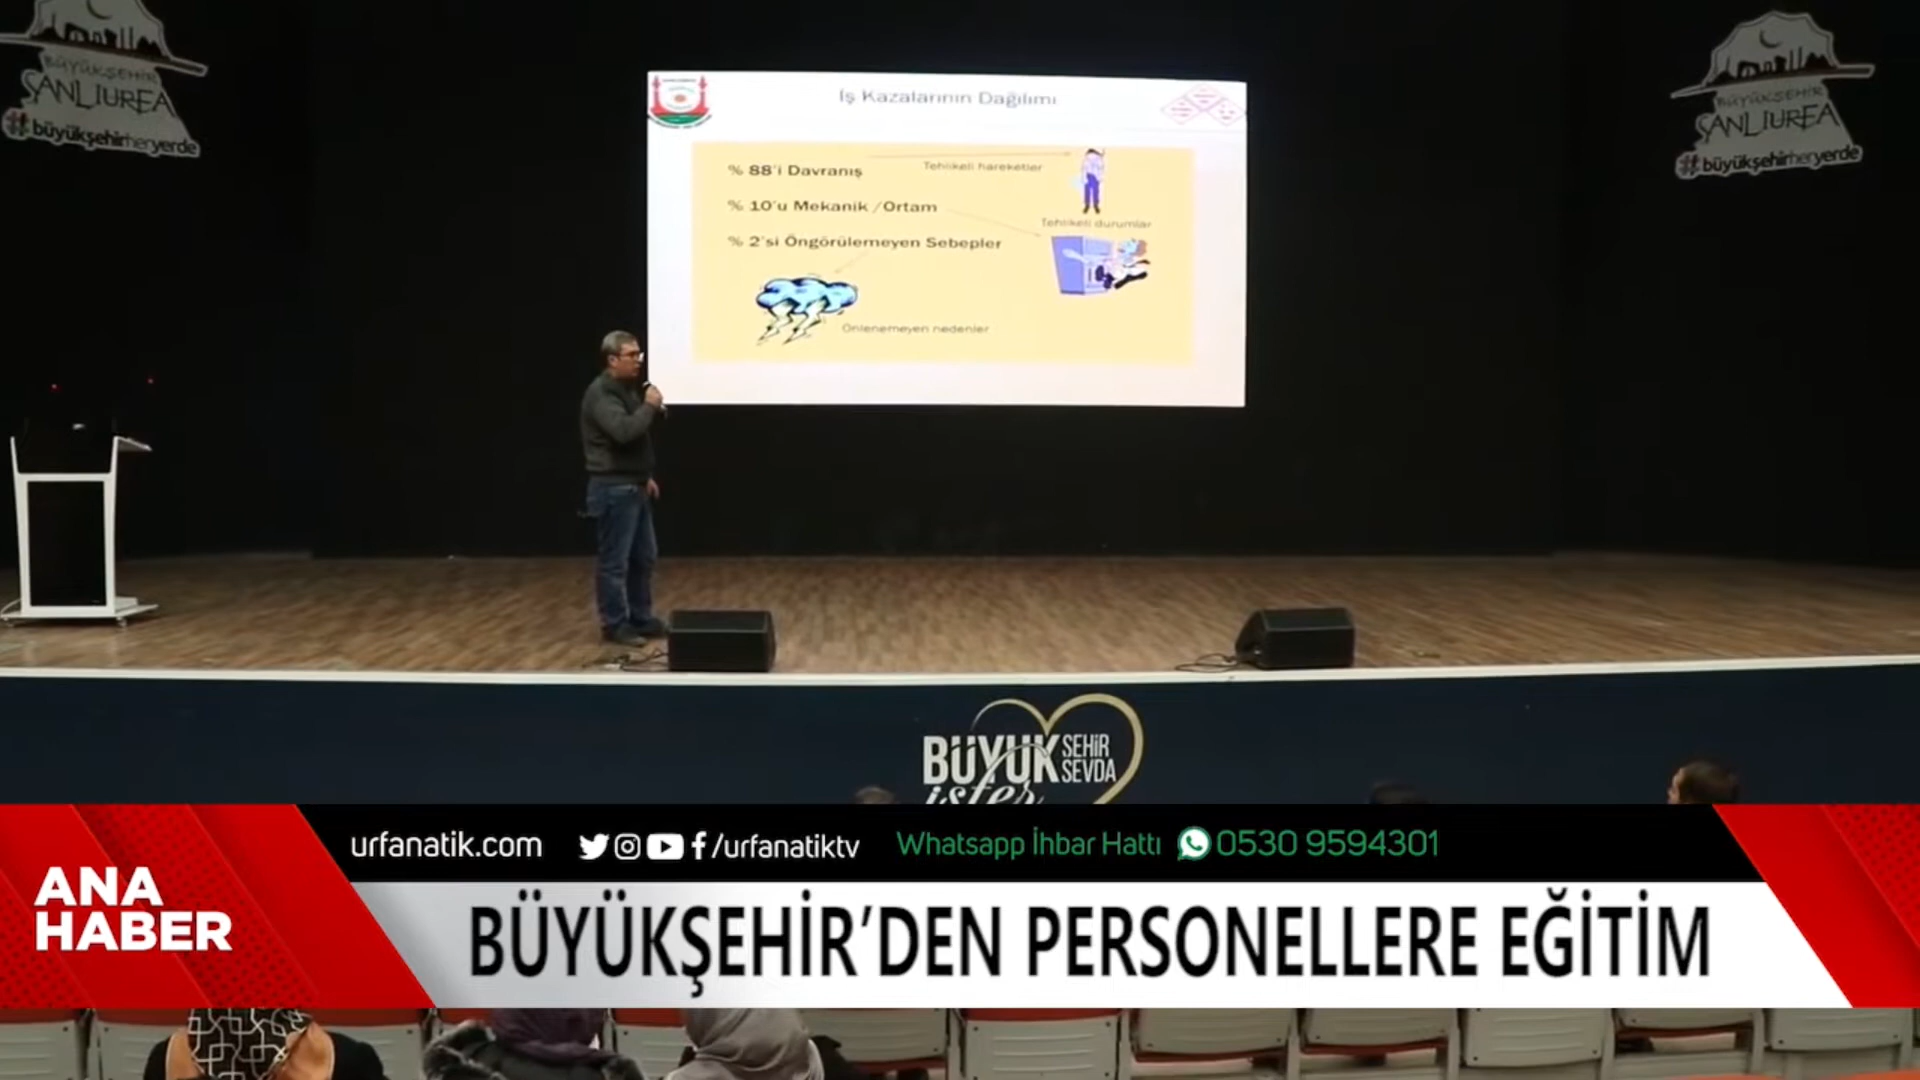 BÜYÜKŞEHİR
ŞANLIURFA
#büyükşehirheryerde
BÜYÜKŞEHİR
ŞANLIURFA
#büyükşehirheryerde
İş Kazalarının Dağılımı
% 88'i Davranış
Tehlikeli hareketler
% 10'u Mekanik /Ortam
Tehlikeli durumlar
% 2'si Öngörülemeyen Sebepler
Önlenemeyen nedenler
BÜYÜK ŞEHİR
SEVDA
ister
urfanatik.com /urfanatiktv Whatsapp İhbar Hattı 0530 9594301
ANA
HABER
BÜYÜKŞEHİR'DEN PERSONELLERE EĞİTİM